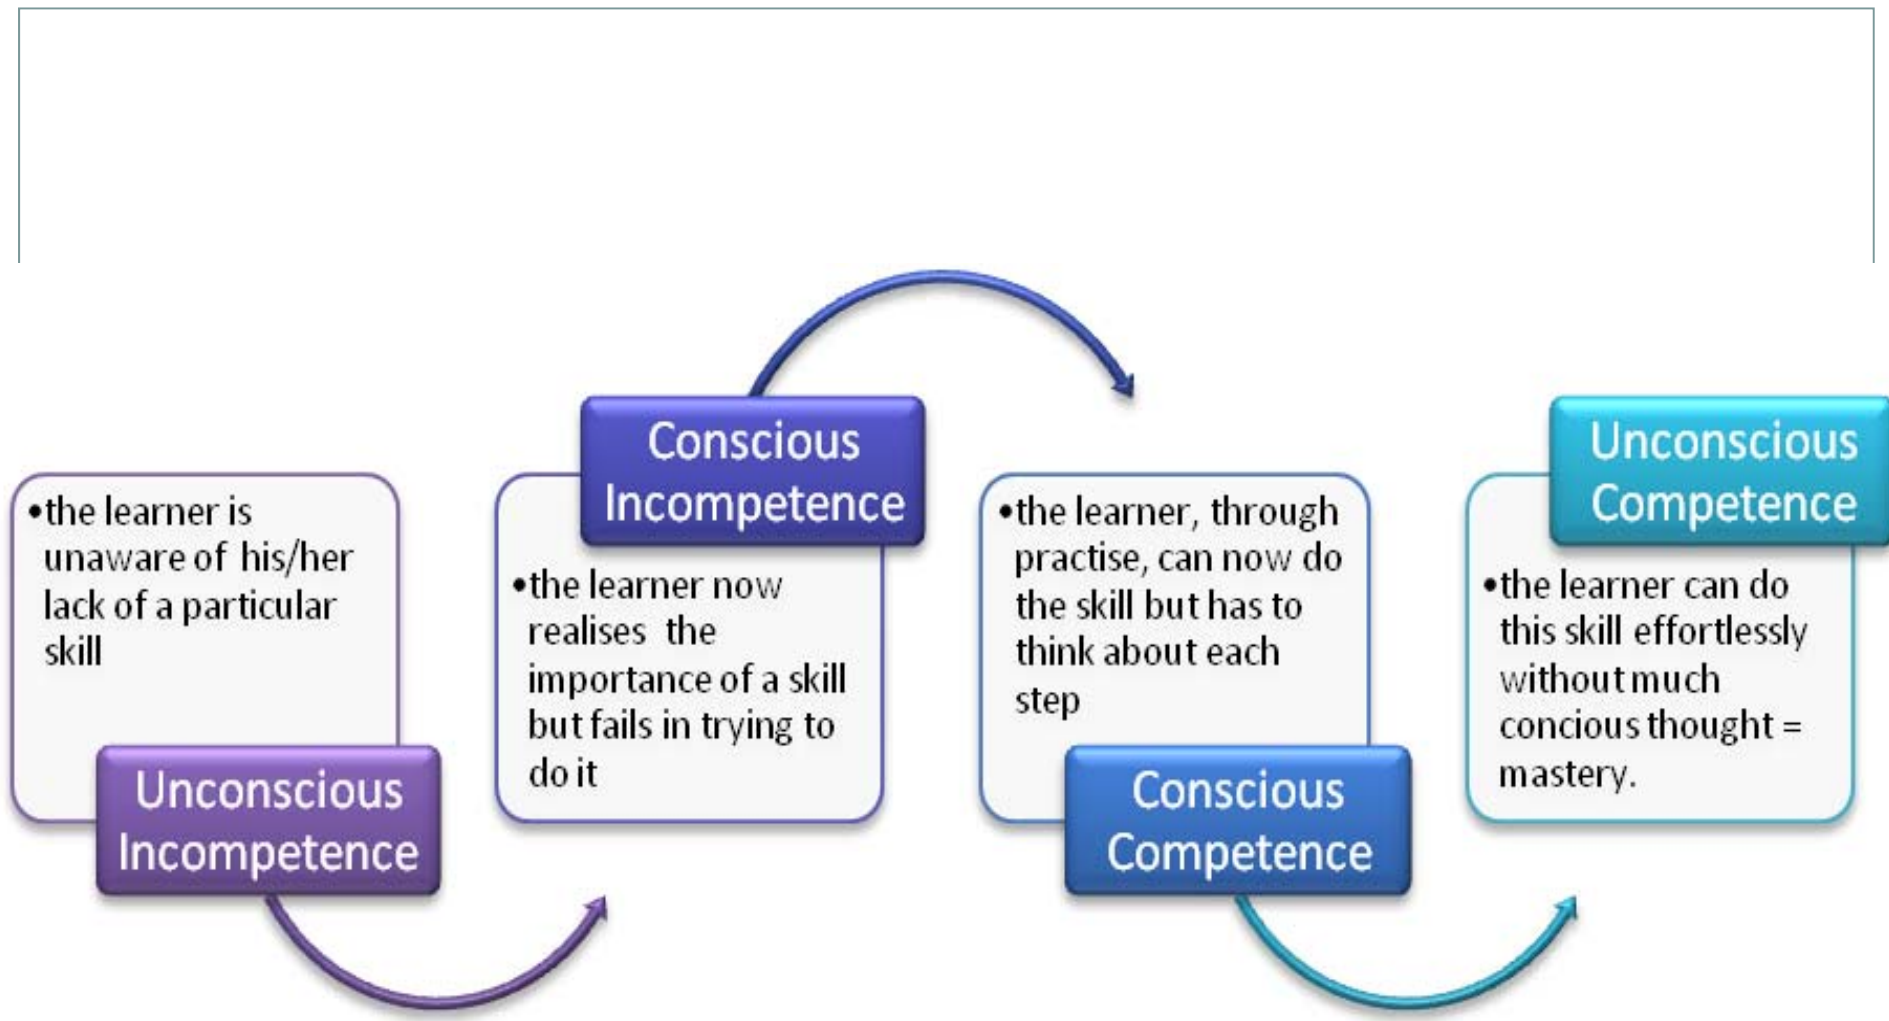 •the learner is
unaware of his/her
lack of a particular
skill
Unconscious
Incompetence
Conscious
Incompetence
•the learner now
realises the
importance of a skill
but fails in trying to
do it
•the learner, through
practise, can now do
the skill but has to
think about each
step
Conscious
Competence
Unconscious
Competence
•the learner can do
this skill effortlessly
without much
concious thought =
mastery.